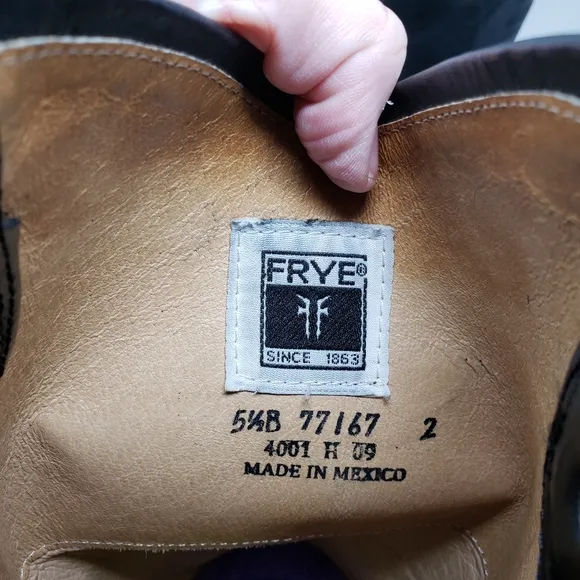 FRYE®
SINCE 1863
5½B 77167 2
4001 H 09
MADE IN MEXICO